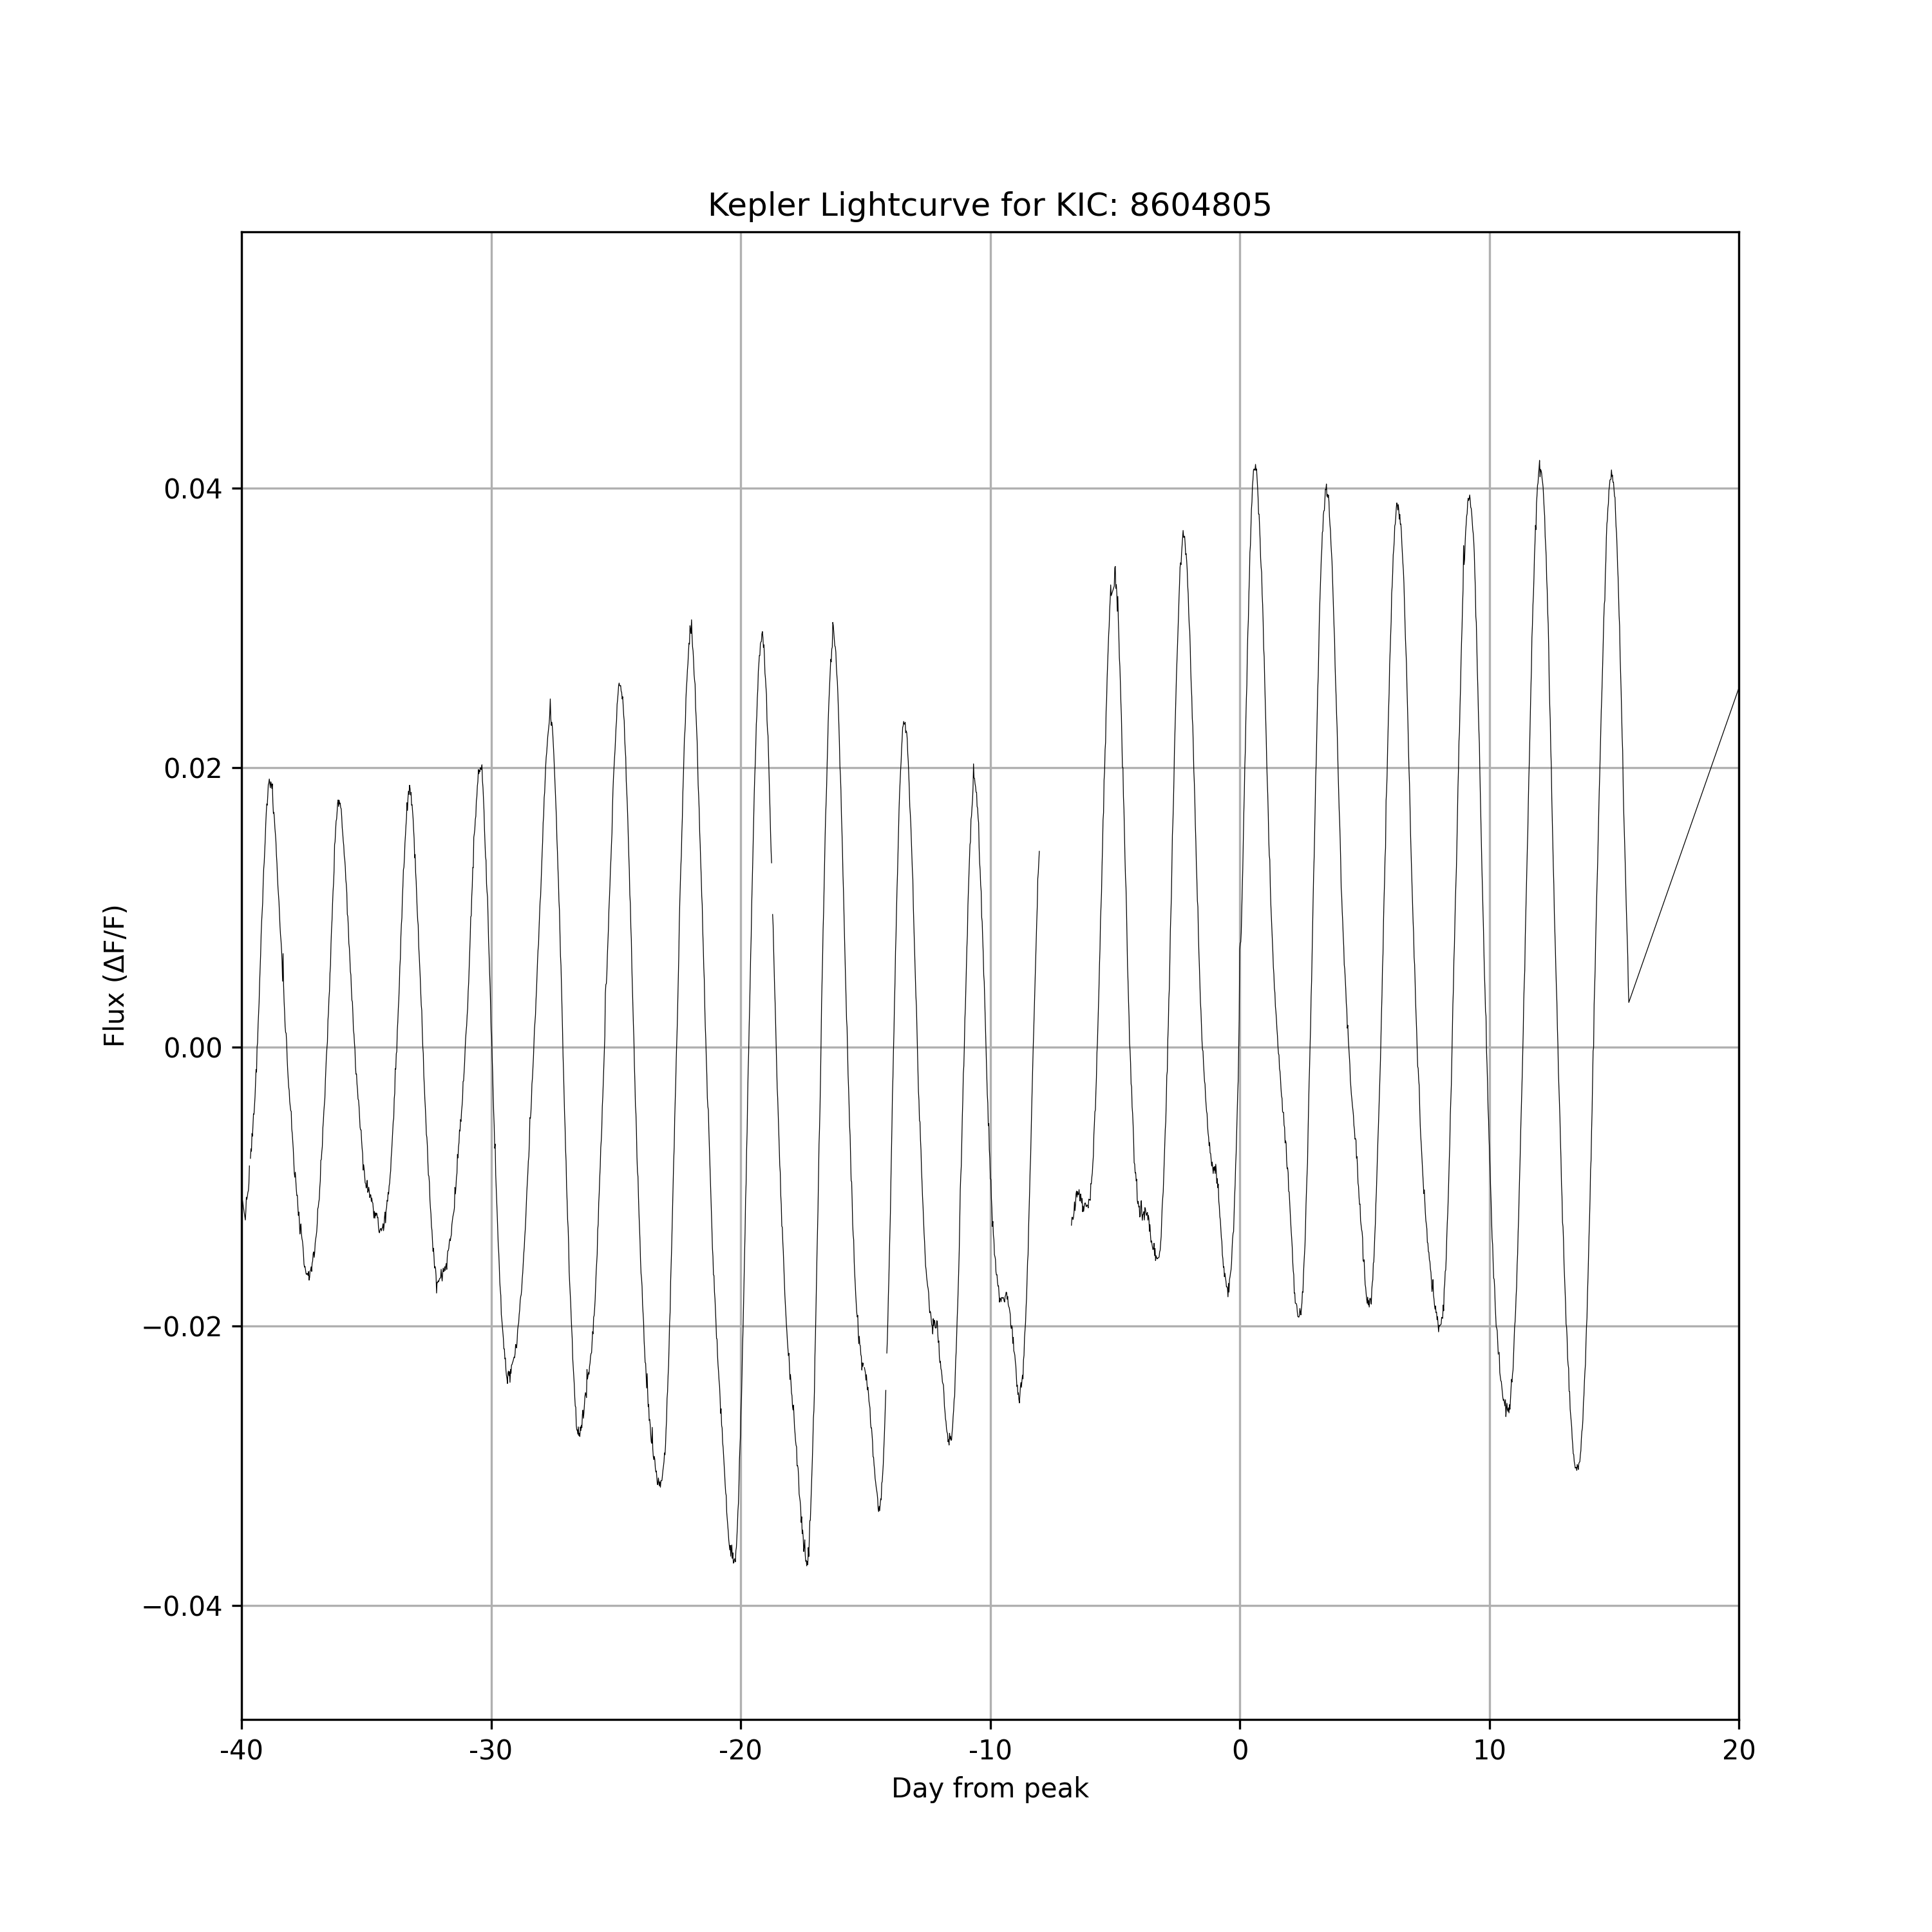 Kepler Lightcurve for KIC: 8604805
Flux (ΔF/F)
0.04
0.02
0.00
−0.02
−0.04
-40 -30 -20 -10 0 10 20
Day from peak